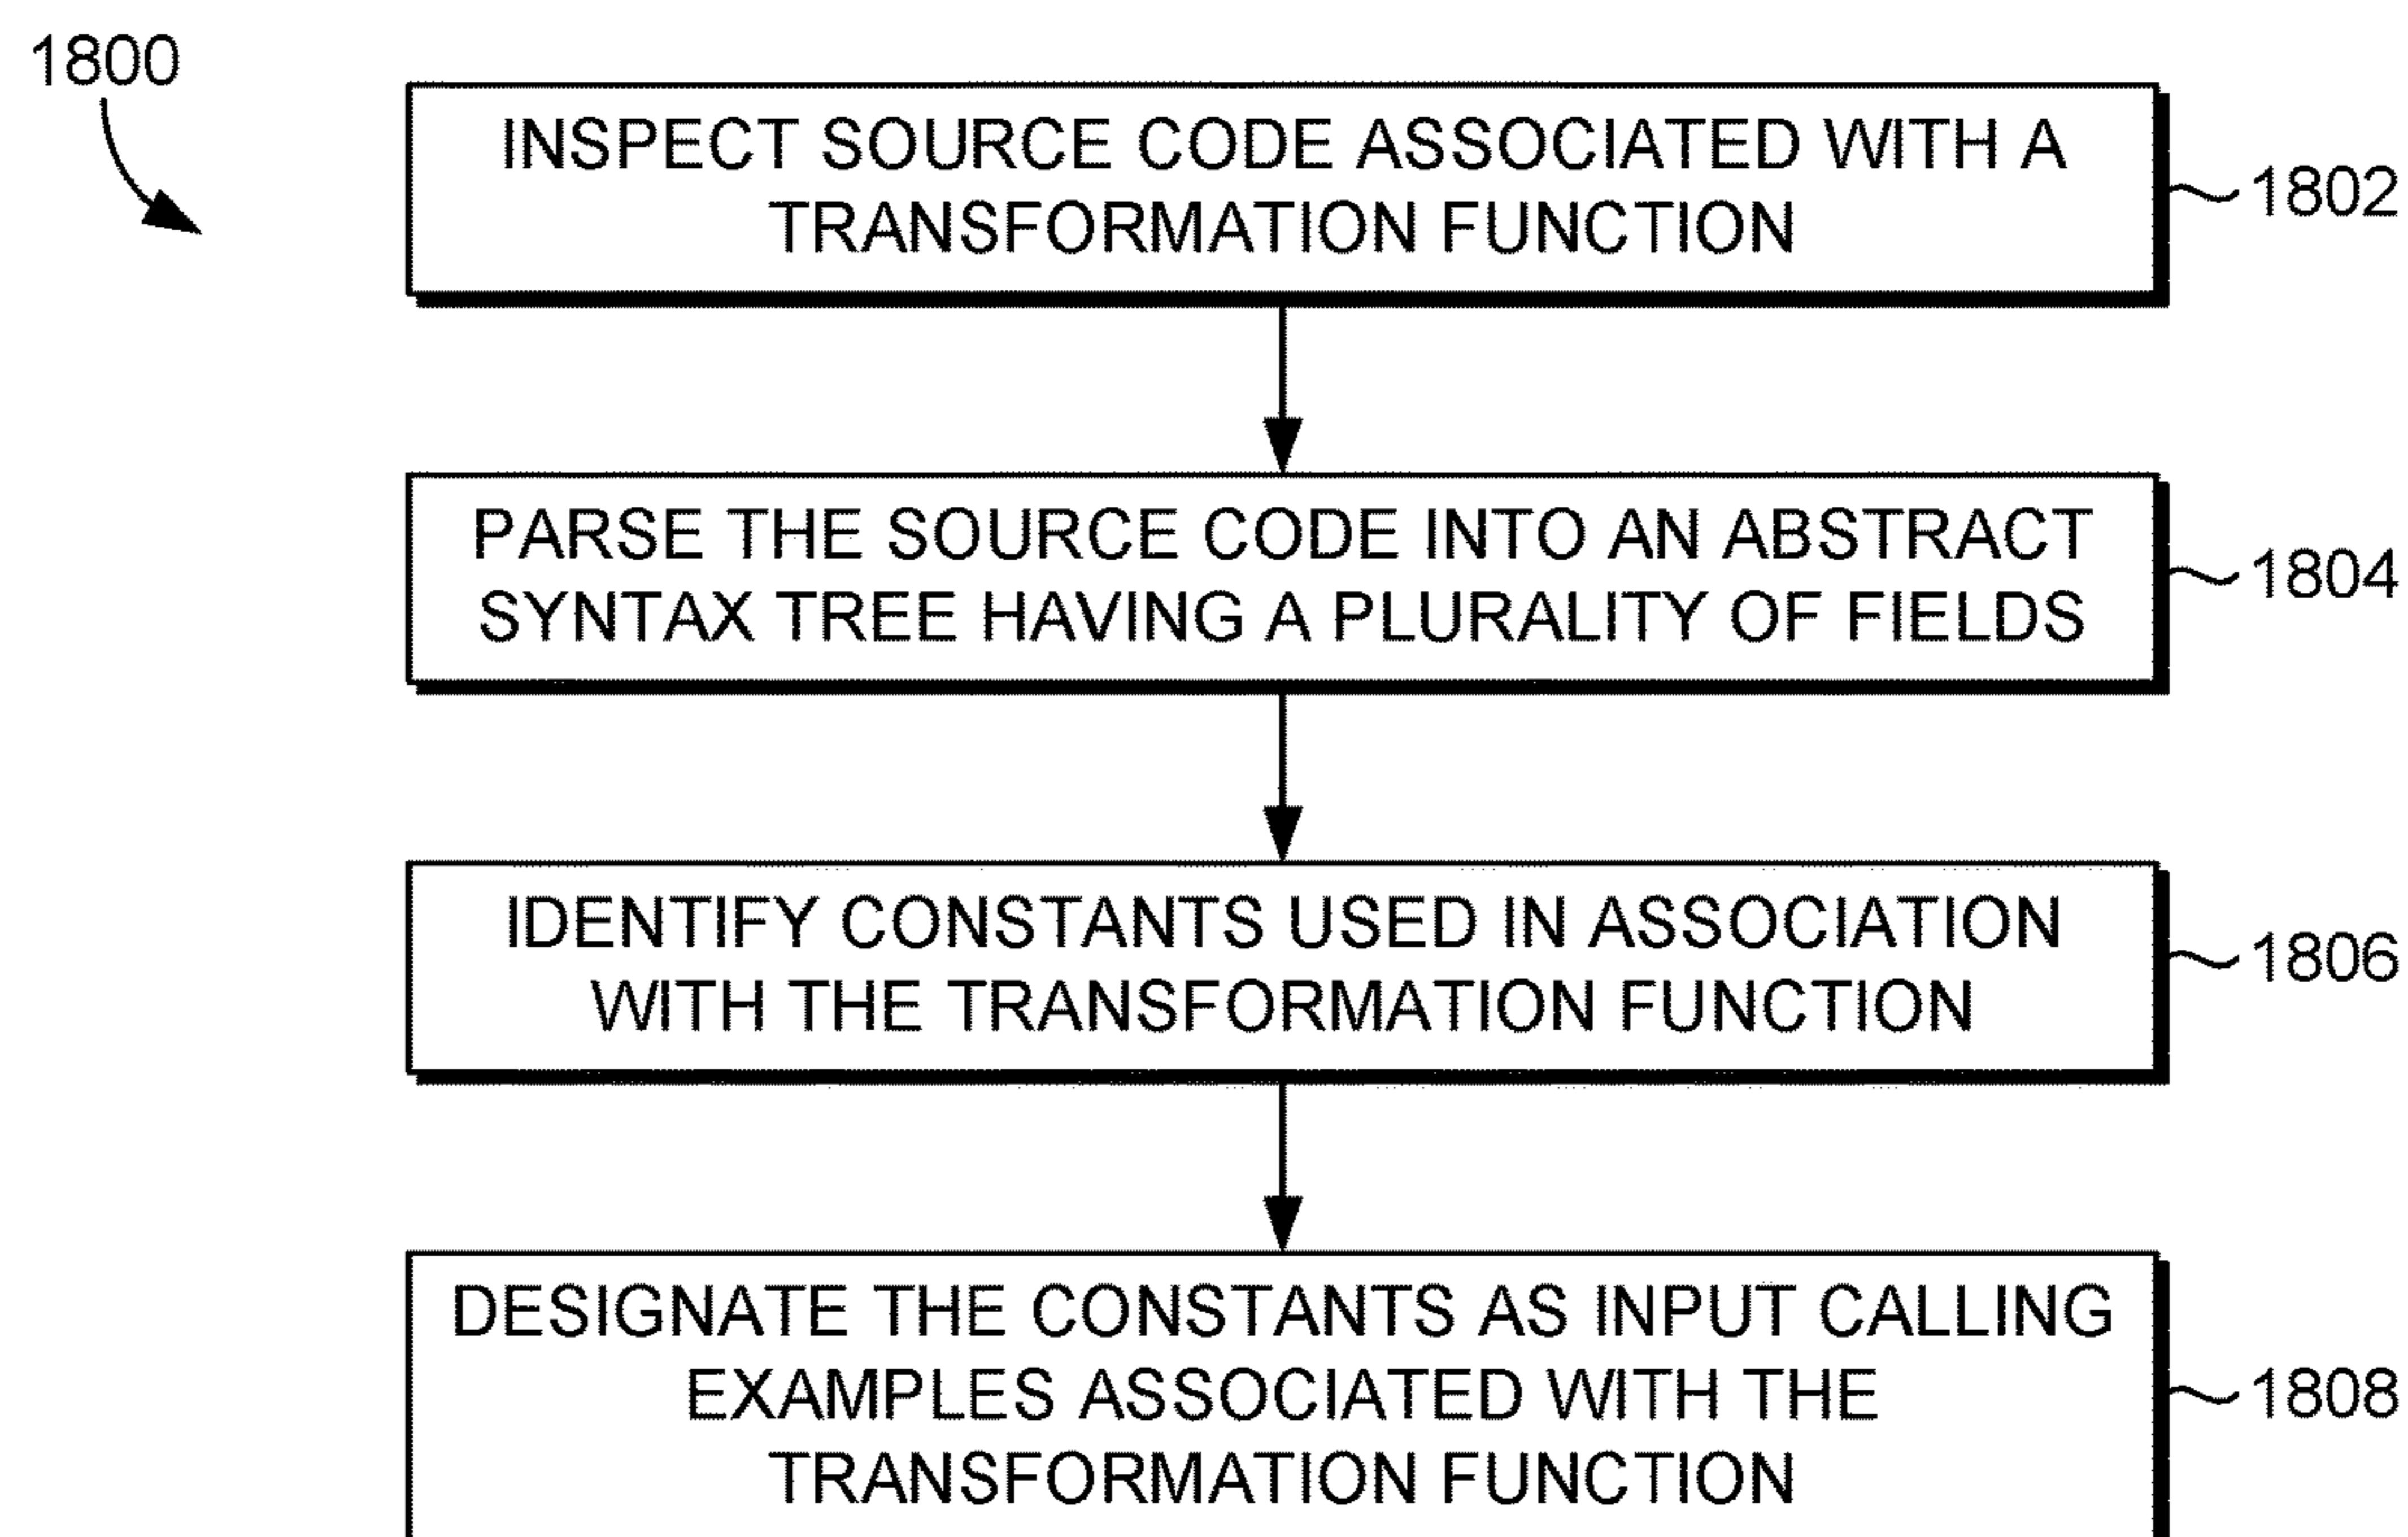 1800
INSPECT SOURCE CODE ASSOCIATED WITH A
TRANSFORMATION FUNCTION
1802
PARSE THE SOURCE CODE INTO AN ABSTRACT
SYNTAX TREE HAVING A PLURALITY OF FIELDS
1804
IDENTIFY CONSTANTS USED IN ASSOCIATION
WITH THE TRANSFORMATION FUNCTION
1806
DESIGNATE THE CONSTANTS AS INPUT CALLING
EXAMPLES ASSOCIATED WITH THE
TRANSFORMATION FUNCTION
1808